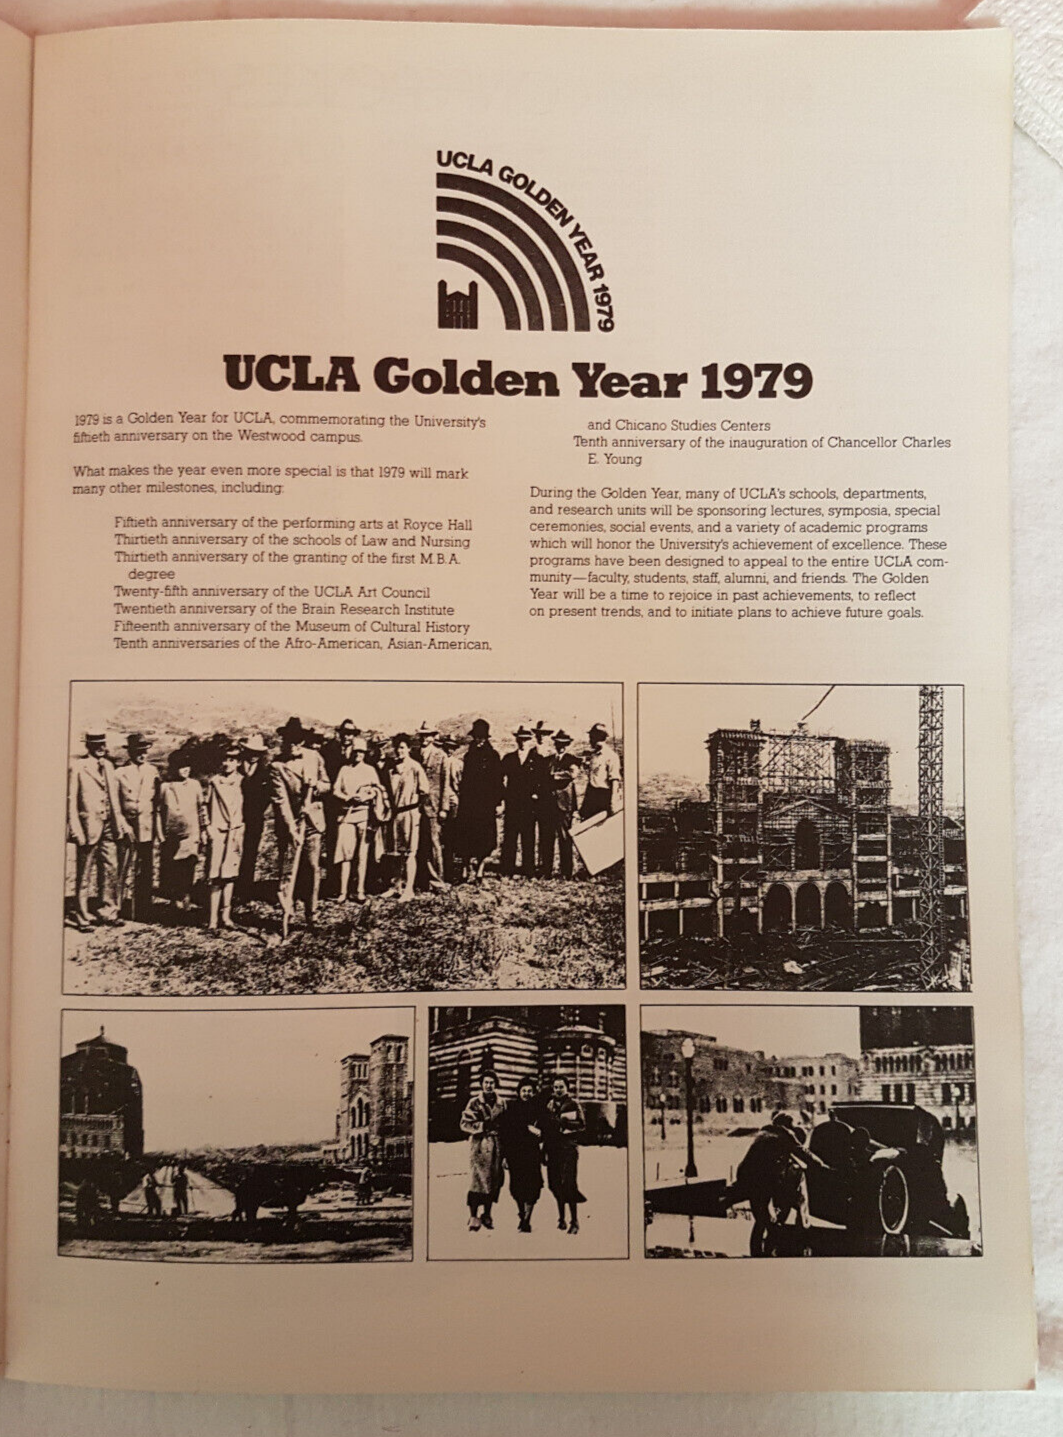 UCLA GOLDEN YEAR 1979
UCLA Golden Year 1979
1979 is a Golden Year for UCLA, commemorating the University's
fiftieth anniversary on the Westwood campus.
What makes the year even more special is that 1979 will mark
many other milestones, including:
Fiftieth anniversary of the performing arts at Royce Hall
Thirtieth anniversary of the schools of Law and Nursing
Thirtieth anniversary of the granting of the first M.B.A.
degree
Twenty-fifth anniversary of the UCLA Art Council
Twentieth anniversary of the Brain Research Institute
Fifteenth anniversary of the Museum of Cultural History
Tenth anniversaries of the Afro-American, Asian-American,
and Chicano Studies Centers
Tenth anniversary of the inauguration of Chancellor Charles
E. Young
During the Golden Year, many of UCLA's schools, departments,
and research units will be sponsoring lectures, symposia, special
ceremonies, social events, and a variety of academic programs
which will honor the University's achievement of excellence. These
programs have been designed to appeal to the entire UCLA com-
munity—faculty, students, staff, alumni, and friends. The Golden
Year will be a time to rejoice in past achievements, to reflect
on present trends, and to initiate plans to achieve future goals.